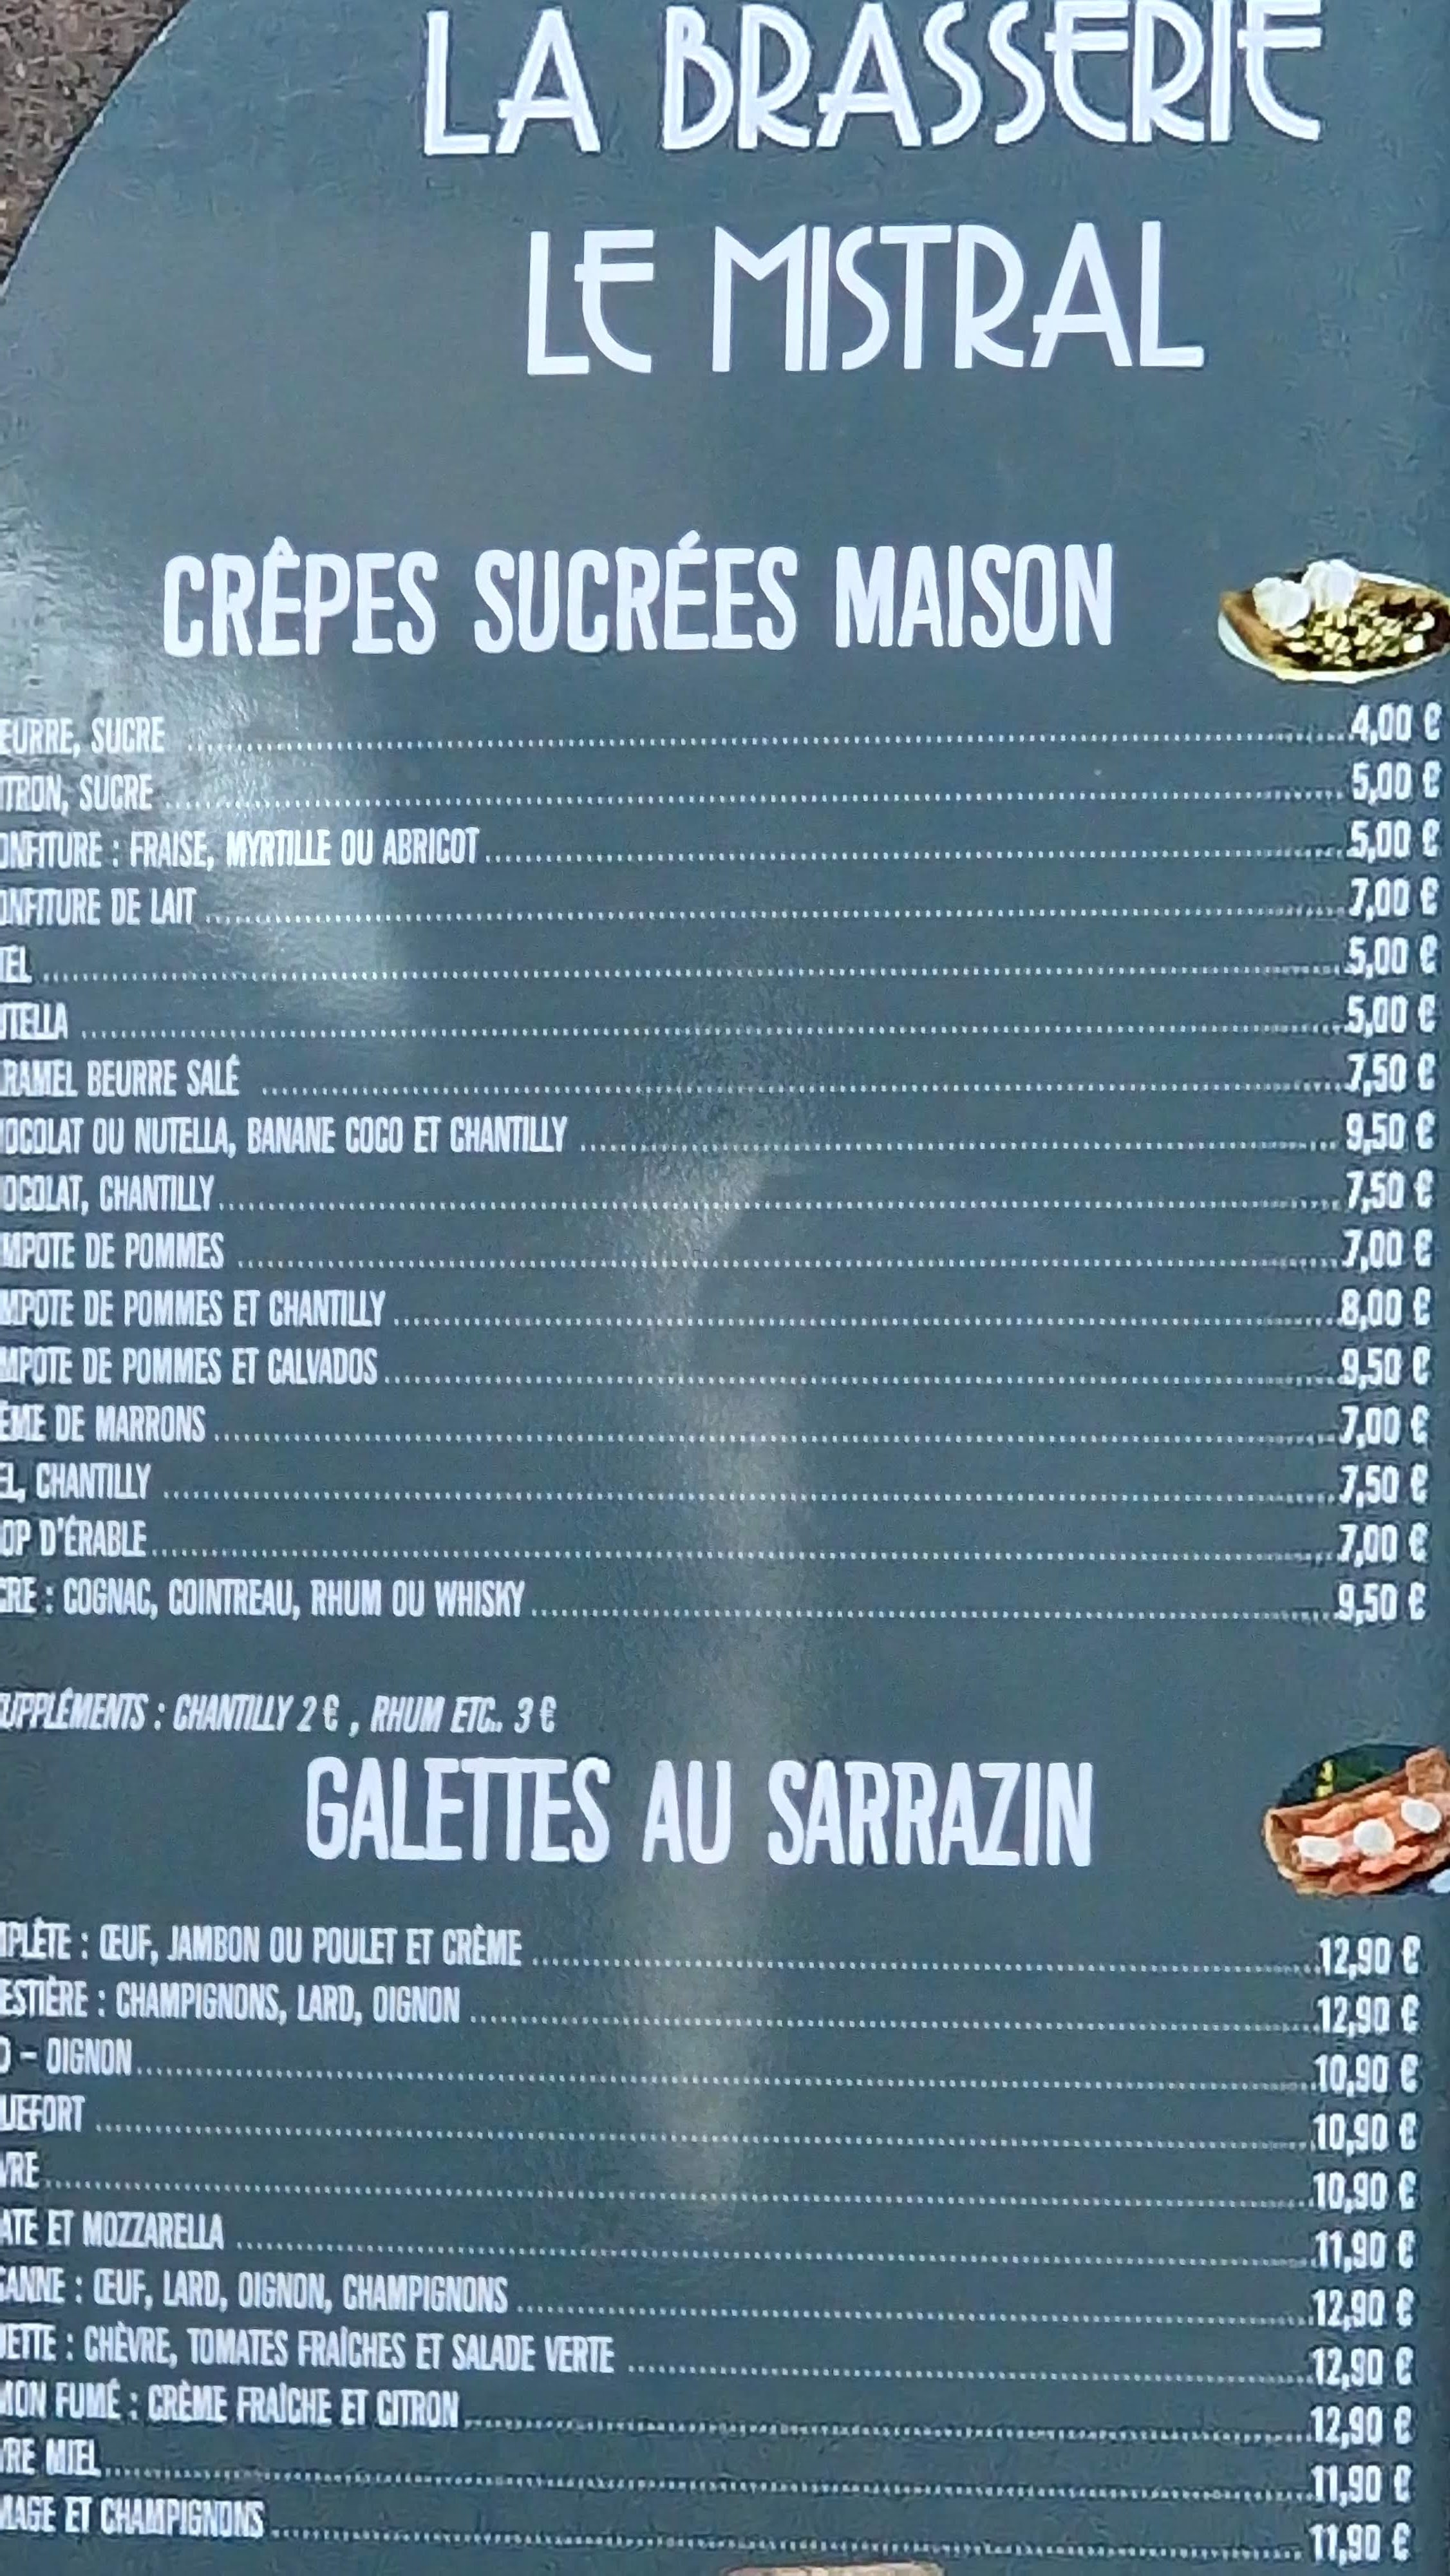 LA BRASSERIE
LE MISTRAL
CRÊPES SUCRÉES MAISON
EURRE, SUCRE ........ 4,00 €
ITRON, SUCRE ........ 5,00 €
ONFITURE : FRAISE, MYRTILLE OU ABRICOT ........ 5,00 €
ONFITURE DE LAIT ........ 7,00 €
IEL ........ 5,00 €
UTELLA ........ 5,00 €
RAMEL BEURRE SALÉ ........ 7,50 €
HOCOLAT OU NUTELLA, BANANE COCO ET CHANTILLY ........ 9,50 €
OCOLAT, CHANTILLY ........ 7,50 €
MPOTE DE POMMES ........ 7,00 €
MPOTE DE POMMES ET CHANTILLY ........ 8,00 €
MPOTE DE POMMES ET CALVADOS ........ 9,50 €
ÈME DE MARRONS ........ 7,00 €
EL, CHANTILLY ........ 7,50 €
OP D'ÉRABLE ........ 7,00 €
CRE : COGNAC, COINTREAU, RHUM OU WHISKY ........ 9,50 €
UPPLÉMENTS : CHANTILLY 2 € , RHUM ETC.. 3 €
GALETTES AU SARRAZIN
MPLÈTE : ŒUF, JAMBON OU POULET ET CRÈME ........ 12,90 €
ESTIÈRE : CHAMPIGNONS, LARD, OIGNON ........ 12,90 €
D - OIGNON ........ 10,90 €
UEFORT ........ 10,90 €
VRE ........ 10,90 €
ATE ET MOZZARELLA ........ 11,90 €
SANNE : ŒUF, LARD, OIGNON, CHAMPIGNONS ........ 12,90 €
ETTE : CHÈVRE, TOMATES FRAÎCHES ET SALADE VERTE ........ 12,90 €
MON FUMÉ : CRÈME FRAÎCHE ET CITRON ........ 12,90 €
VRE MIEL ........ 11,90 €
MAGE ET CHAMPIGNONS ........ 11,90 €